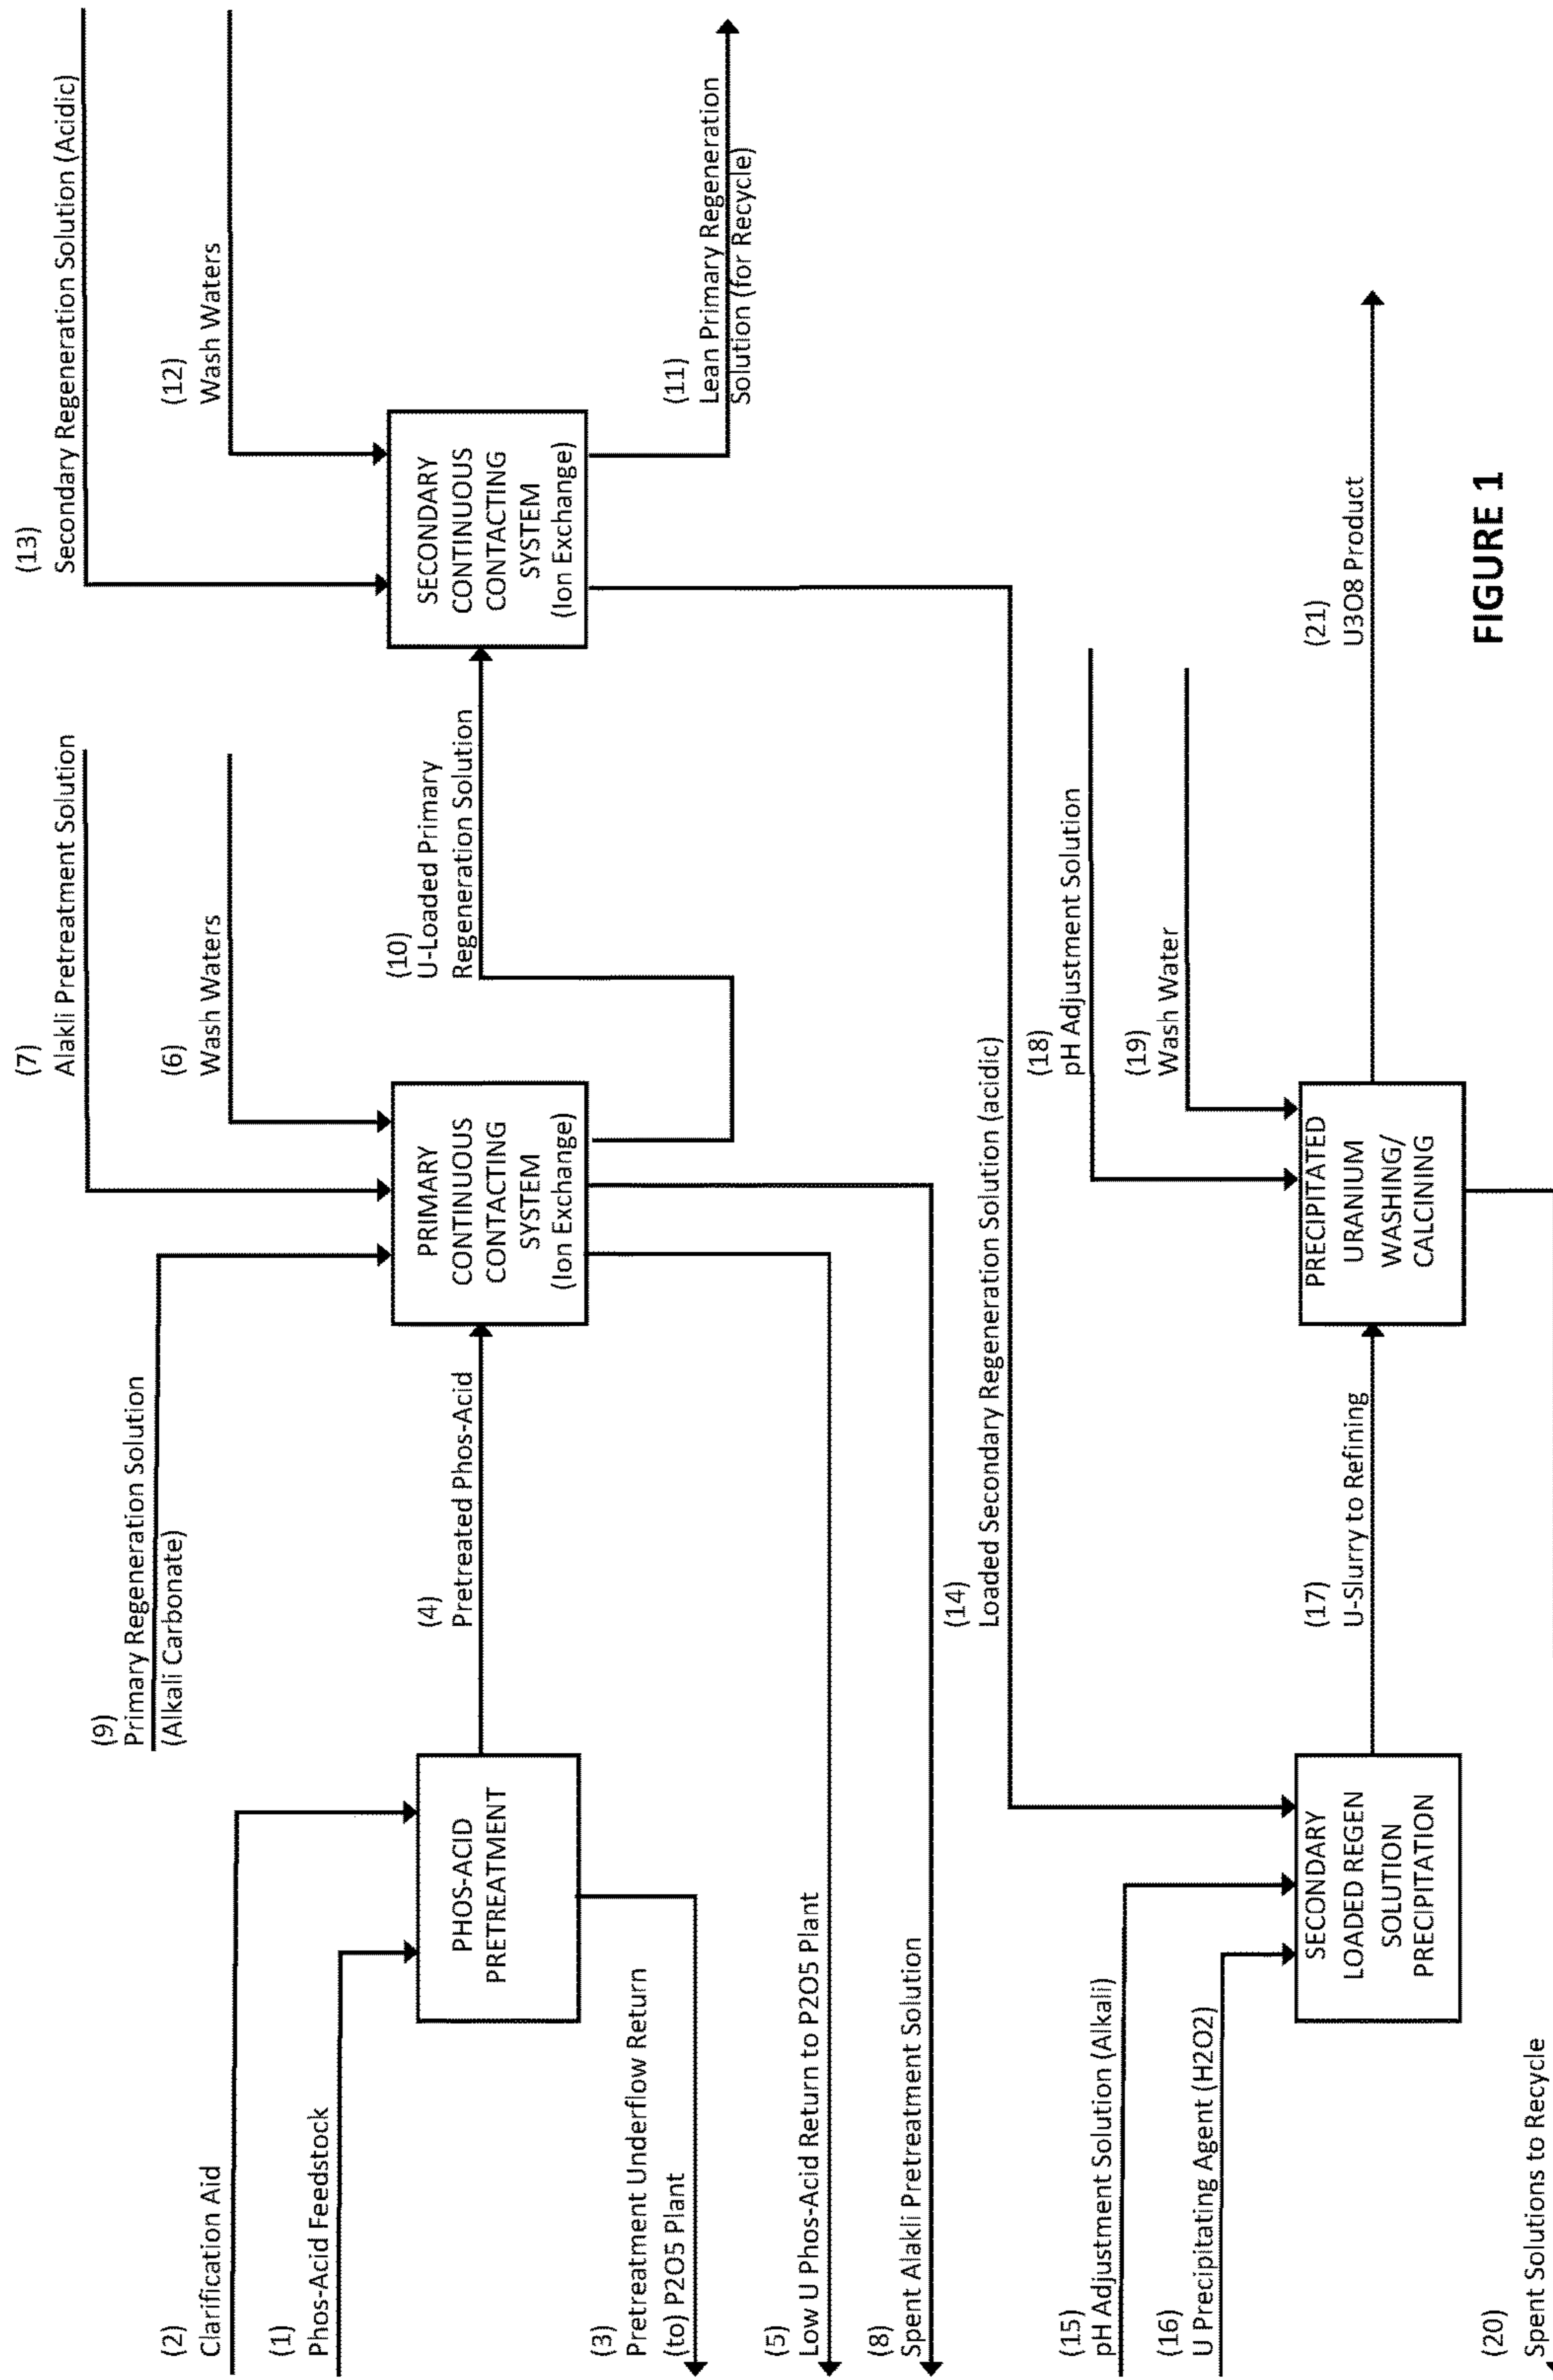 (13)
Secondary Regeneration Solution (Acidic)
(12)
Wash Waters
(7)
Alakli Pretreatment Solution
(6)
Wash Waters
(9)
Primary Regeneration Solution
(Alkali Carbonate)
(2)
Clarification Aid
(1)
Phos-Acid Feedstock
PHOS-ACID
PRETREATMENT
(4)
Pretreated Phos-Acid
PRIMARY
CONTINUOUS
CONTACTING
SYSTEM
(Ion Exchange)
(10)
U-Loaded Primary
Regeneration Solution
SECONDARY
CONTINUOUS
CONTACTING
SYSTEM
(Ion Exchange)
(11)
Lean Primary Regeneration
Solution (for Recycle)
(3)
Pretreatment Underflow Return
(to) P2O5 Plant
(5)
Low U Phos-Acid Return to P2O5 Plant
(8)
Spent Alakli Pretreatment Solution
(14)
Loaded Secondary Regeneration Solution (acidic)
(15)
pH Adjustment Solution (Alkali)
(16)
U Precipitating Agent (H2O2)
SECONDARY
LOADED REGEN
SOLUTION
PRECIPITATION
(17)
U-Slurry to Refining
(18)
pH Adjustment Solution
(19)
Wash Water
PRECIPITATED
URANIUM
WASHING/
CALCINING
(21)
U3O8 Product
(20)
Spent Solutions to Recycle
FIGURE 1